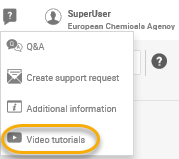 SuperUser
European Chemicals Agency
Q&A
Create support request
Additional information
Video tutorials